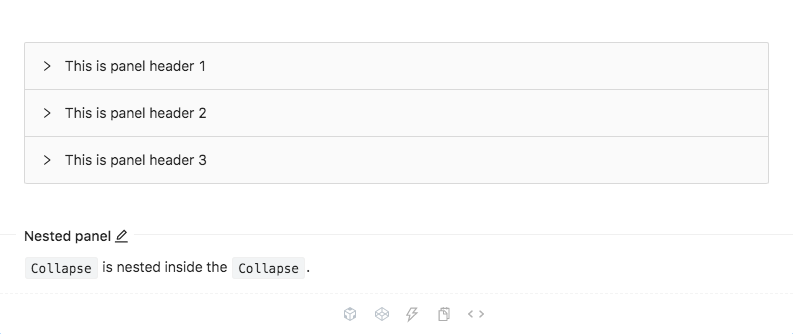 This is panel header 1
This is panel header 2
This is panel header 3
Nested panel
Collapse is nested inside the Collapse.